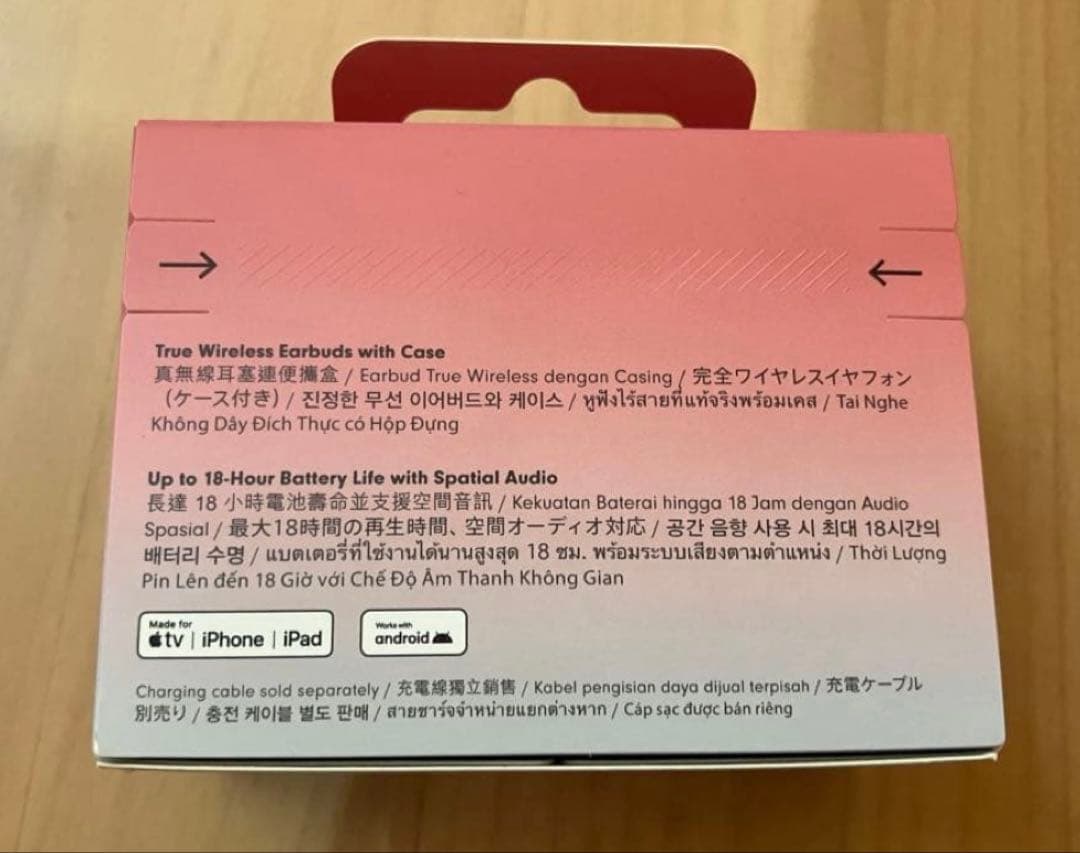 True Wireless Earbuds with Case
真無線耳塞連便攜盒 / Earbud True Wireless dengan Casing / 完全ワイヤレスイヤフォン
（ケース付き） / 진정한 무선 이어버드와 케이스 / หูฟังไร้สายที่แท้จริงพร้อมเคส / Tai Nghe
Không Dây Đích Thực có Hộp Đựng
Up to 18-Hour Battery Life with Spatial Audio
長達 18 小時電池壽命並支援空間音訊 / Kekuatan Baterai hingga 18 Jam dengan Audio
Spasial / 最大18時間の再生時間、空間オーディオ対応 / 공간 음향 사용 시 최대 18시간의
배터리 수명 / แบตเตอรี่ที่ใช้งานได้นานสูงสุด 18 ชม. พร้อมระบบเสียงตามตำแหน่ง / Thời Lượng
Pin Lên đến 18 Giờ với Chế Độ Âm Thanh Không Gian
Made for
tv | iPhone | iPad
Works with
android
Charging cable sold separately / 充電線獨立銷售 / Kabel pengisian daya dijual terpisah / 充電ケーブル
別売り / 충전 케이블 별도 판매 / สายชาร์จจำหน่ายแยกต่างหาก / Cáp sạc được bán riêng